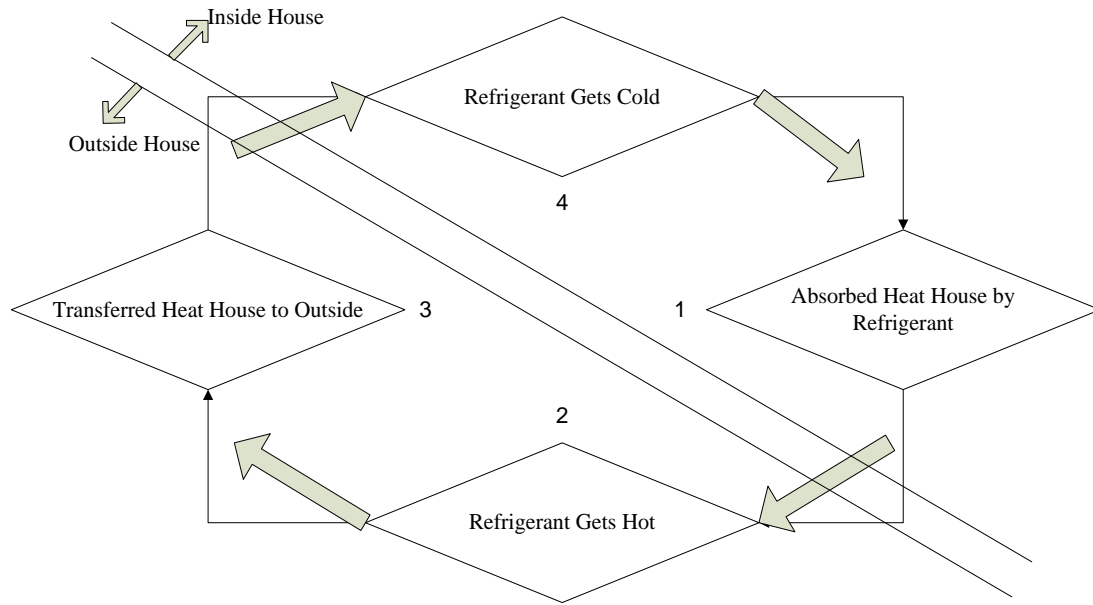 Inside House
Refrigerant Gets Cold
Outside House
4
Transferred Heat House to Outside
3
1
Absorbed Heat House by
Refrigerant
2
Refrigerant Gets Hot